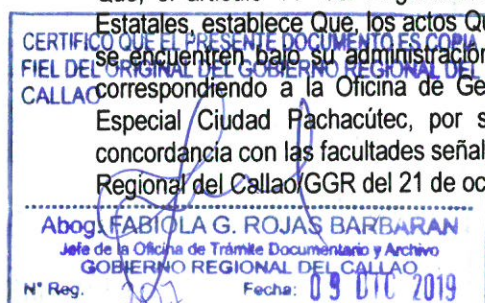 Estatales, establece Que, los actos Qu
CERTIFICO QUE EL PRESENTE DOCUMENTO ES COPIA
se encuentren bajo su administración
FIEL DEL ORIGINAL DEL GOBIERNO REGIONAL DEL
CALLAO
correspondiendo a la Oficina de Ge
Especial Ciudad Pachacútec, por s
concordancia con las facultades señal
Regional del Callao/GGR del 21 de oc
Abog. FABIOLA G. ROJAS BARBARAN
Jefe de la Oficina de Trámite Documentario y Archivo
GOBIERNO REGIONAL DEL CALLAO
N° Reg. Fecha: 09 DIC 2019